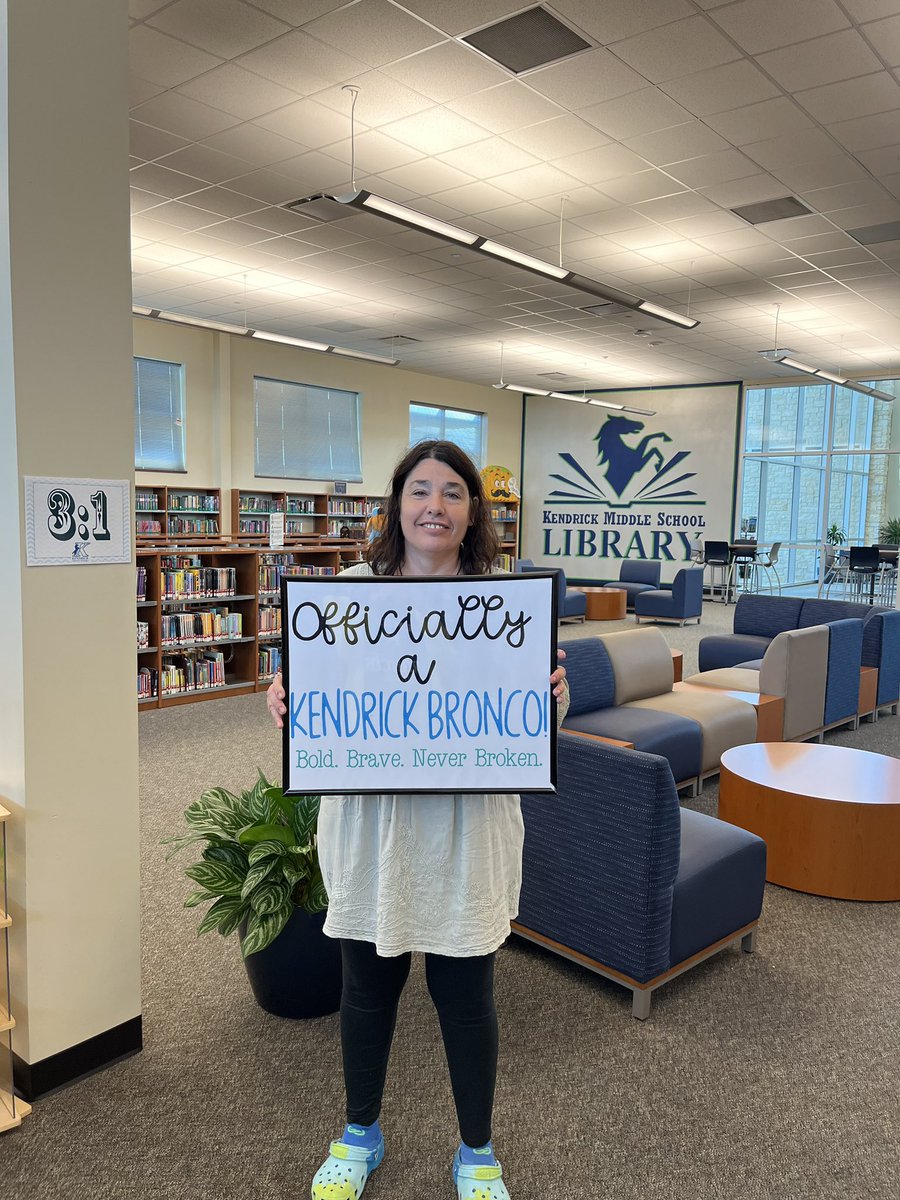 3:1
KENDRICK MIDDLE SCHOOL
LIBRARY
Officially
a
KENDRICK BRONCO!
Bold. Brave. Never Broken.